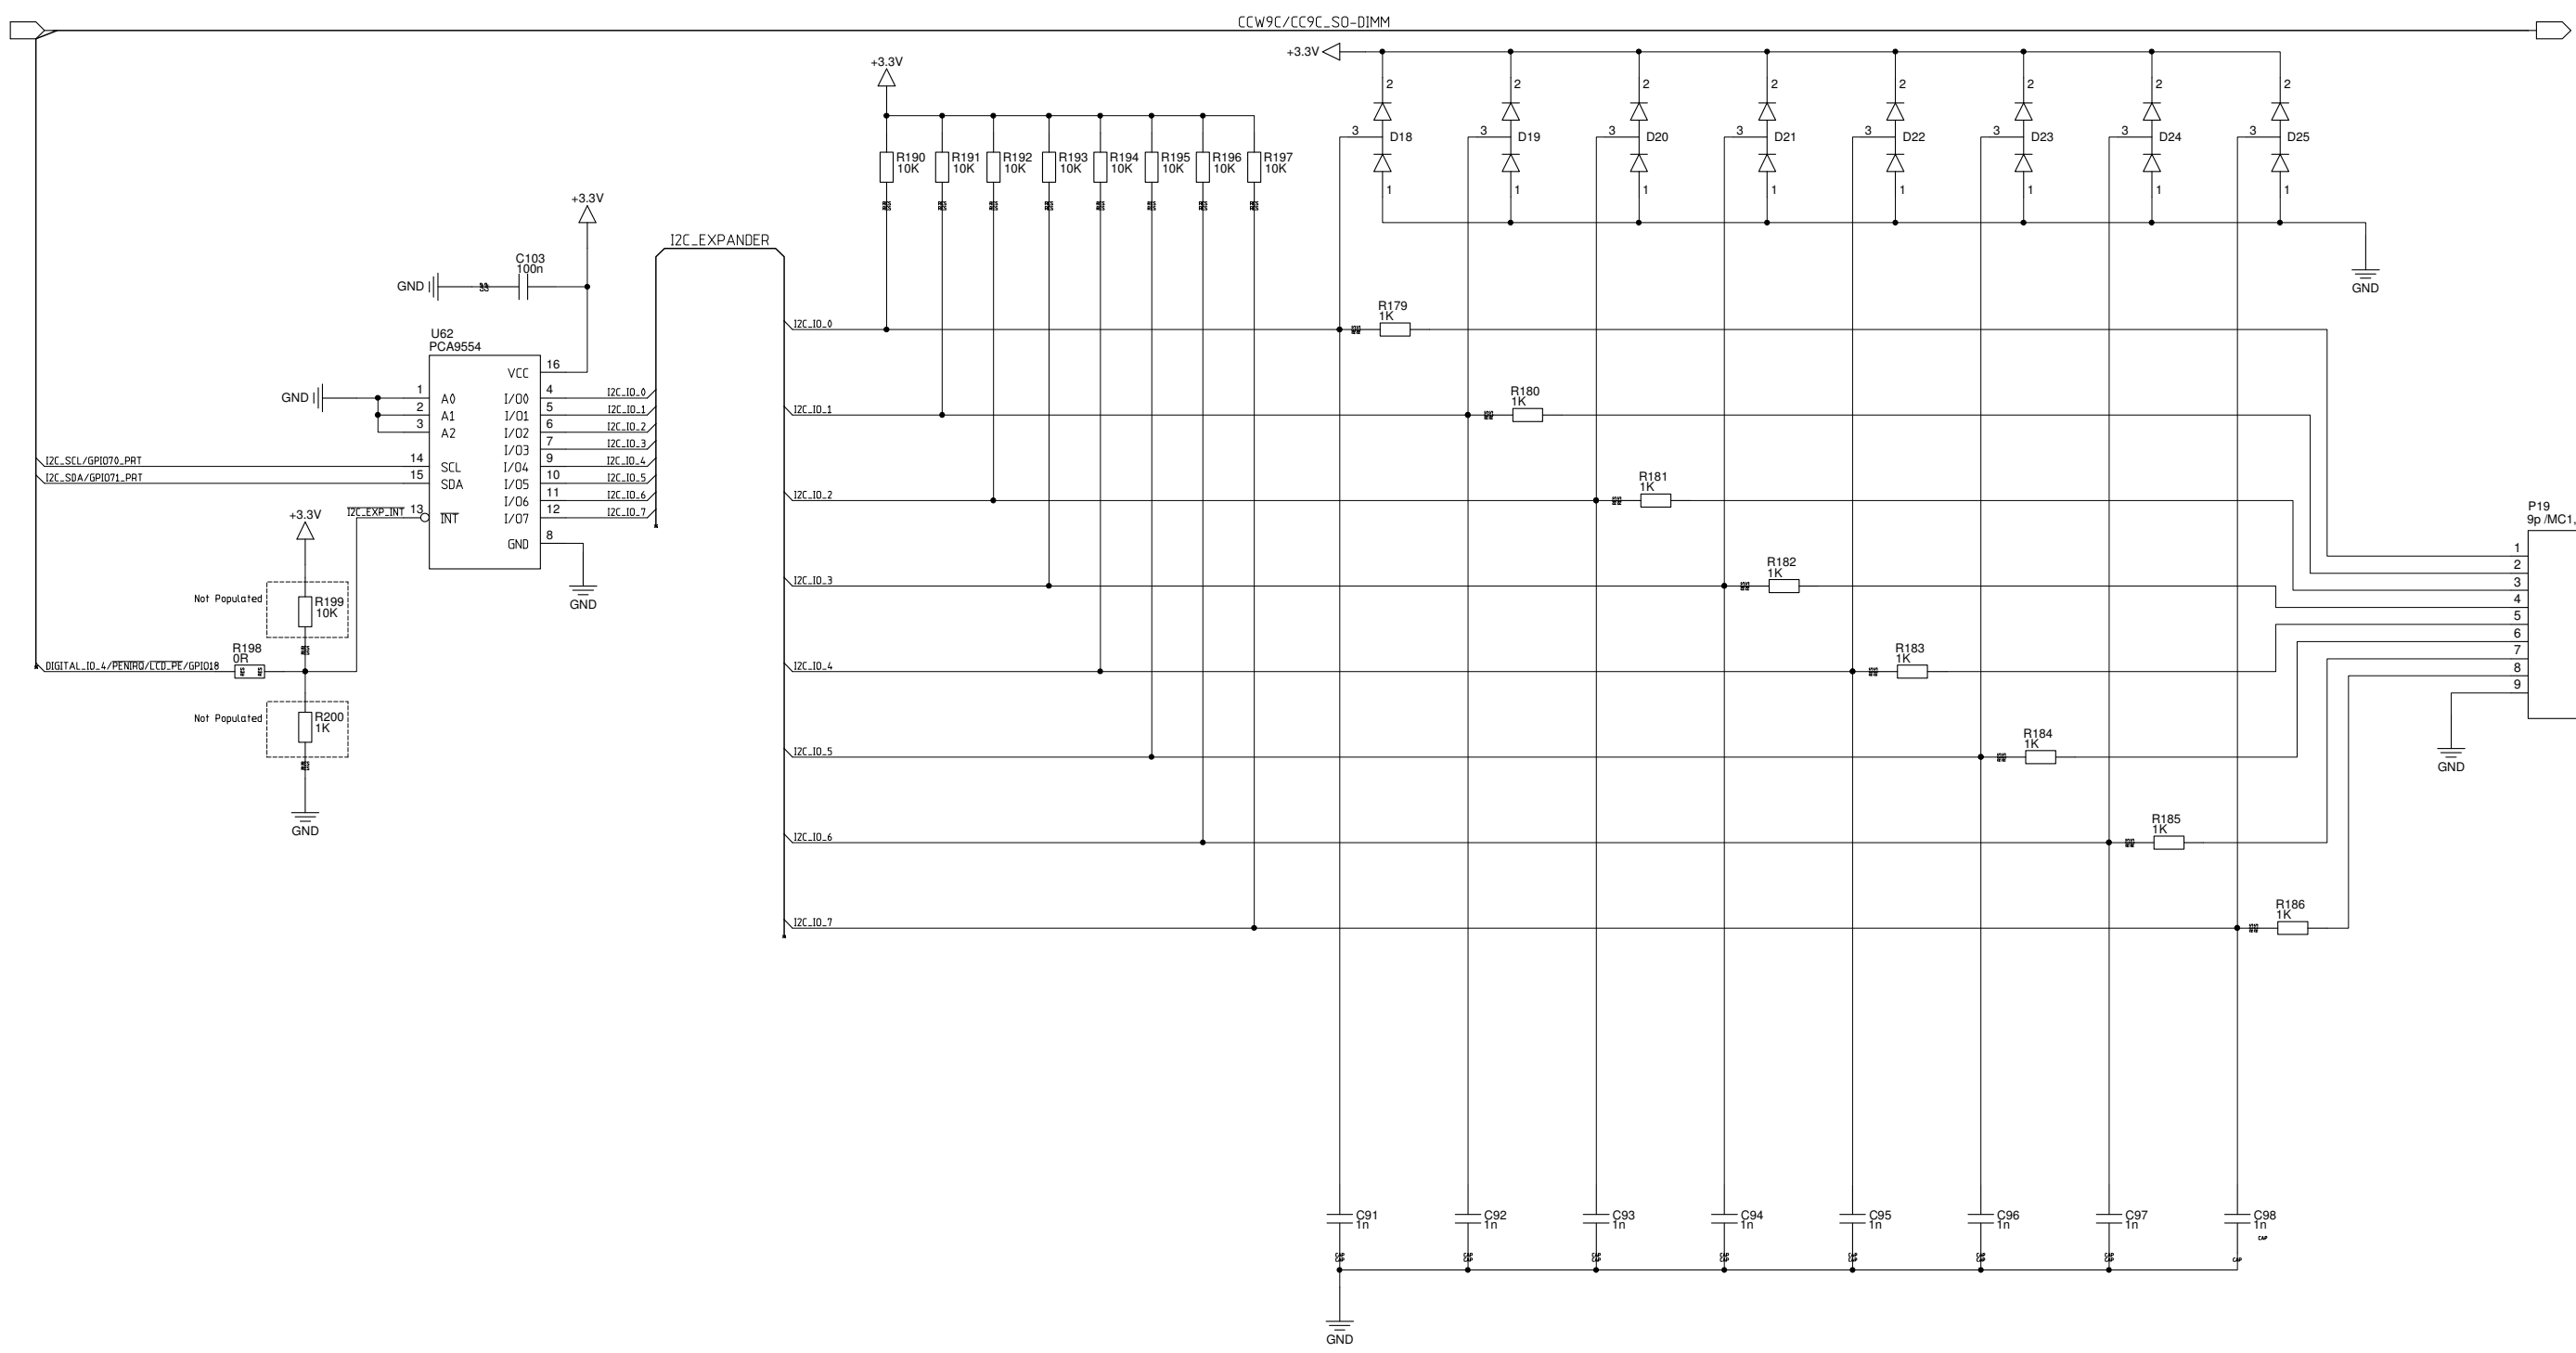 CCW9C/CC9C_SO-DIMM
+3.3V
2 2 2 2 2 2 2 2
3 D18 3 D19 3 D20 3 D21 3 D22 3 D23 3 D24 3 D25
1 1 1 1 1 1 1 1
GND
+3.3V
R190 R191 R192 R193 R194 R195 R196 R197
10K 10K 10K 10K 10K 10K 10K 10K
+3.3V
C103
100n
GND
I2C_EXPANDER
U62
PCA9554
VCC 16
GND
1 A0 I/O0 4 I2C_IO_0
2 A1 I/O1 5 I2C_IO_1
3 A2 I/O2 6 I2C_IO_2
I/O3 7 I2C_IO_3
I2C_SCL/GPIO70_PRT 14 SCL I/O4 9 I2C_IO_4
I2C_SDA/GPIO71_PRT 15 SDA I/O5 10 I2C_IO_5
I/O6 11 I2C_IO_6
I2C_EXP_INT 13 INT I/O7 12 I2C_IO_7
GND 8
GND
+3.3V
Not Populated
R199
10K
DIGITAL_IO_4/PENIRQ/LCD_PE/GPIO18
R198
0R
RES RES
Not Populated
R200
1K
GND
I2C_IO_0
R179
1K
I2C_IO_1
R180
1K
I2C_IO_2
R181
1K
I2C_IO_3
R182
1K
I2C_IO_4
R183
1K
I2C_IO_5
R184
1K
I2C_IO_6
R185
1K
I2C_IO_7
R186
1K
P19
9p /MC1,
1
2
3
4
5
6
7
8
9
GND
C91 C92 C93 C94 C95 C96 C97 C98
1n 1n 1n 1n 1n 1n 1n 1n
CAP
CAP
GND